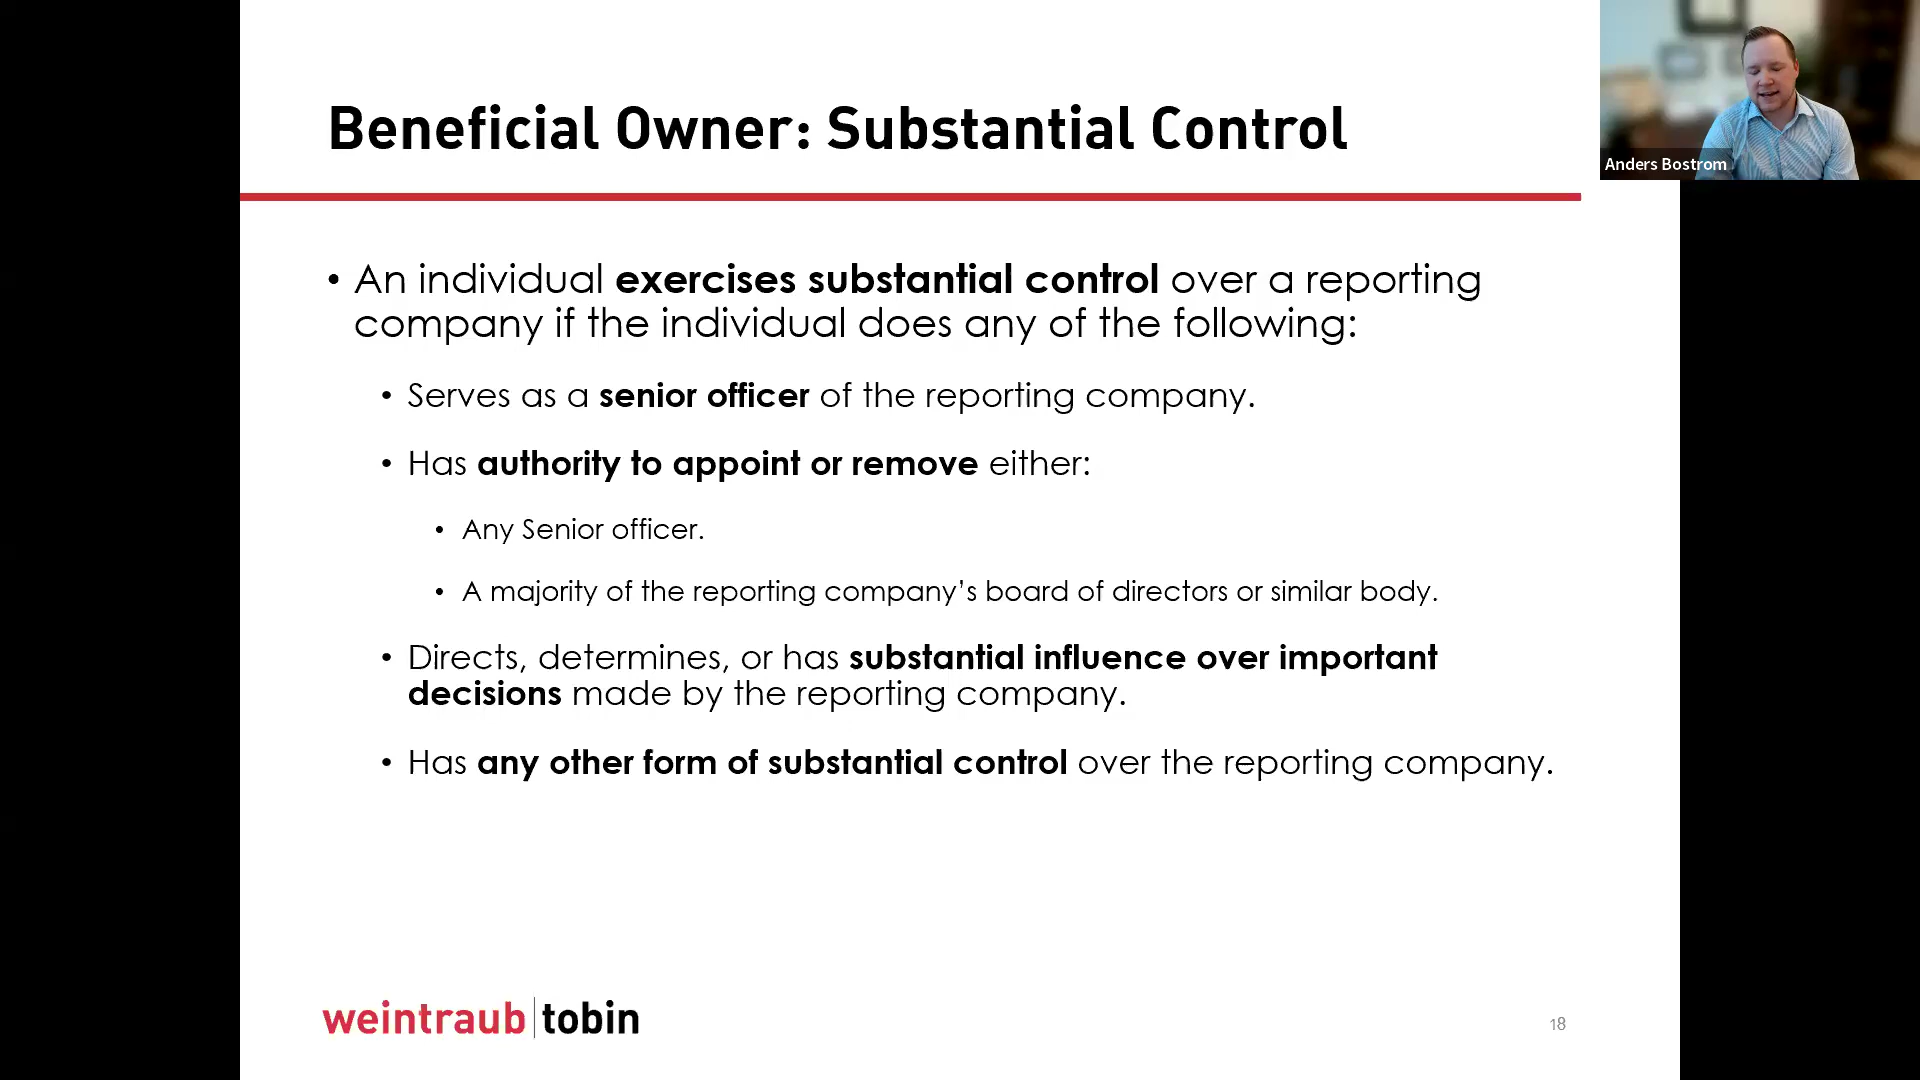 Beneficial Owner: Substantial Control
Anders Bostrom
• An individual exercises substantial control over a reporting
company if the individual does any of the following:
• Serves as a senior officer of the reporting company.
• Has authority to appoint or remove either:
• Any Senior officer.
• A majority of the reporting company’s board of directors or similar body.
• Directs, determines, or has substantial influence over important
decisions made by the reporting company.
• Has any other form of substantial control over the reporting company.
weintraub|tobin
18